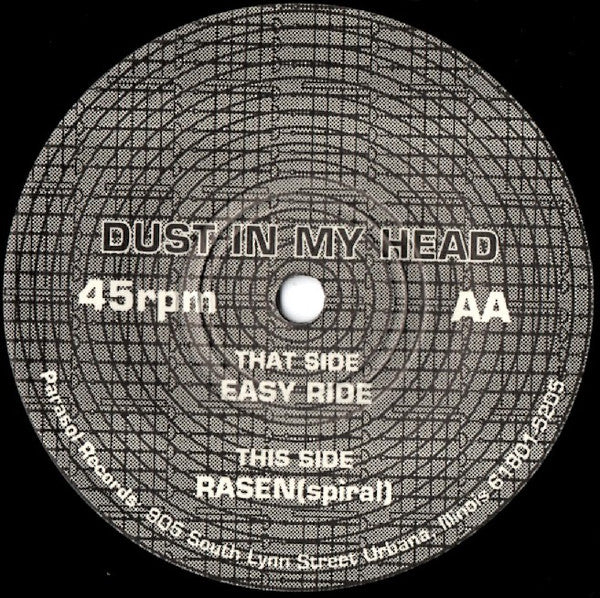 DUST IN MY HEAD
45rpm
AA
THAT SIDE
EASY RIDE
THIS SIDE
RASEN(spiral)
Parasol Records, 905 South Lynn Street Urbana, Illinois 61801-5205